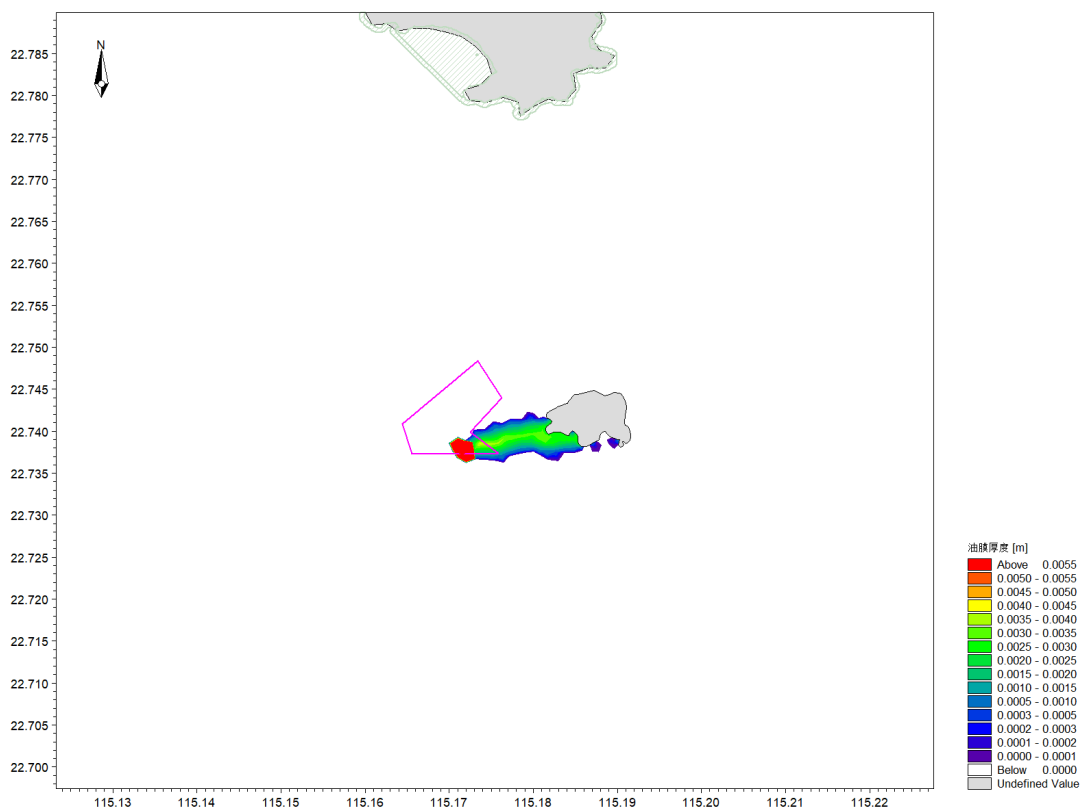 N
22.785
22.780
22.775
22.770
22.765
22.760
22.755
22.750
22.745
22.740
22.735
22.730
22.725
22.720
22.715
22.710
22.705
22.700
115.13 115.14 115.15 115.16 115.17 115.18 115.19 115.20 115.21 115.22
油膜厚度 [m]
Above 0.0055
0.0050 - 0.0055
0.0045 - 0.0050
0.0040 - 0.0045
0.0035 - 0.0040
0.0030 - 0.0035
0.0025 - 0.0030
0.0020 - 0.0025
0.0015 - 0.0020
0.0010 - 0.0015
0.0005 - 0.0010
0.0003 - 0.0005
0.0002 - 0.0003
0.0001 - 0.0002
0.0000 - 0.0001
Below 0.0000
Undefined Value